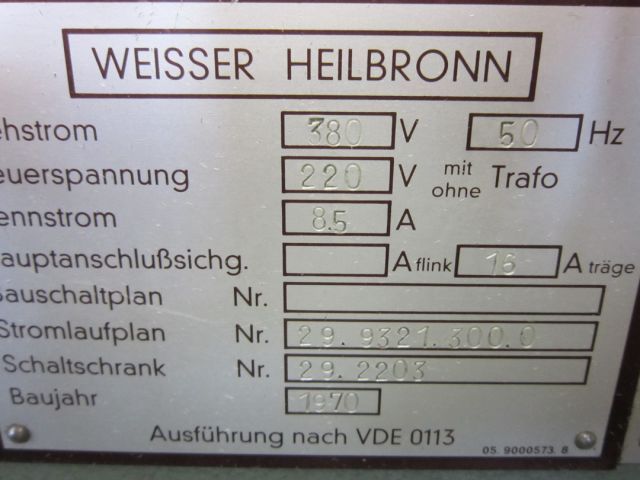 WEISSER HEILBRONN
ehstrom 380 V 50 Hz
euerspannung 220 V mit ohne Trafo
ennstrom 8.5 A
auptanschlußsichg. A flink 16 A träge
Bauschaltplan Nr.
Stromlaufplan Nr. 29.9321.300.0
Schaltschrank Nr. 29.2203
Baujahr 1970
Ausführung nach VDE 0113
05. 9000573. 8